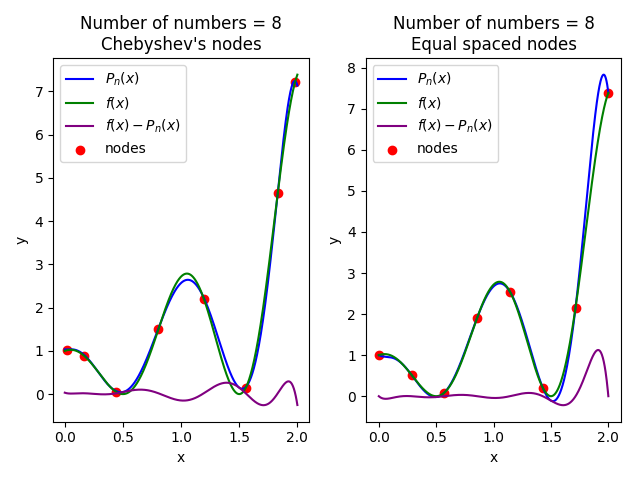 Number of numbers = 8
Chebyshev's nodes
Pn(x)
f(x)
f(x) − Pn(x)
nodes
y
7
6
5
4
3
2
1
0
0.0 0.5 1.0 1.5 2.0
x
Number of numbers = 8
Equal spaced nodes
Pn(x)
f(x)
f(x) − Pn(x)
nodes
y
8
7
6
5
4
3
2
1
0
0.0 0.5 1.0 1.5 2.0
x